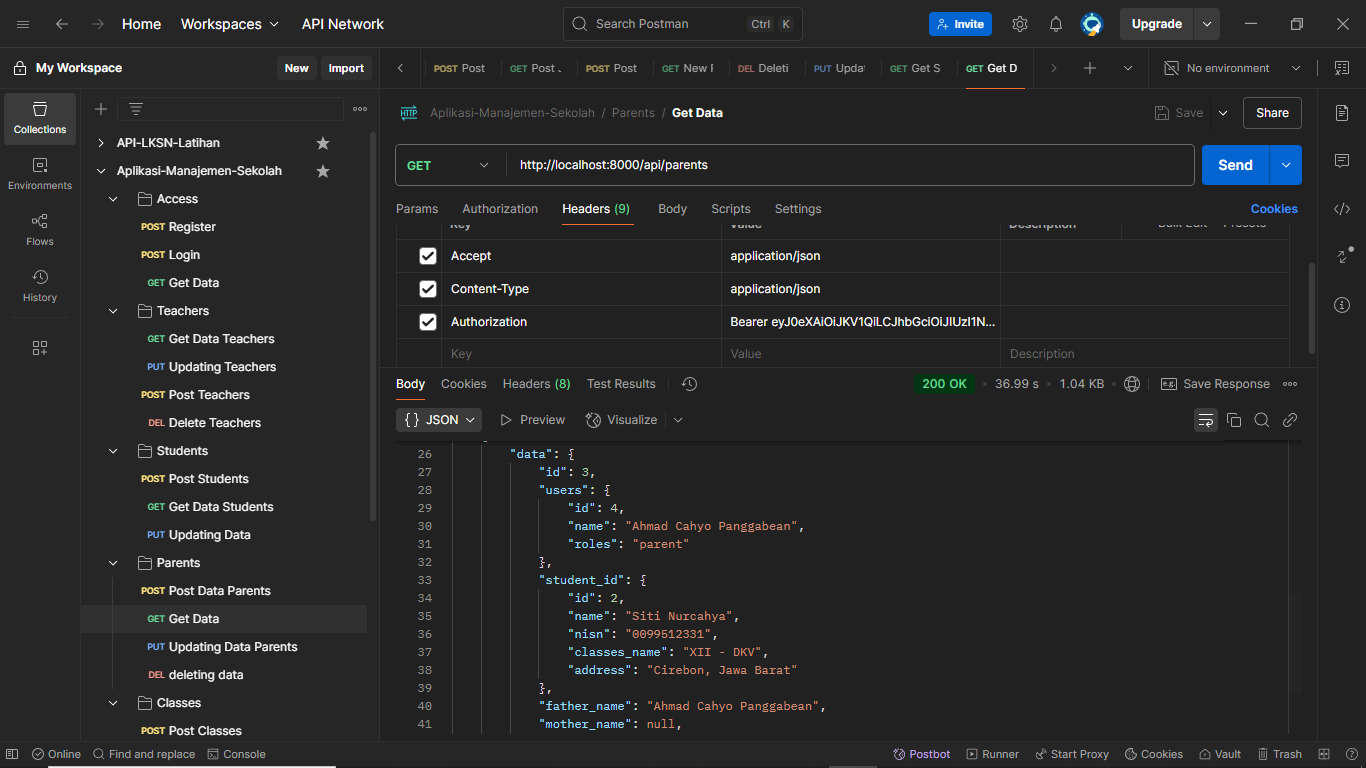 Home Workspaces API Network Search Postman Ctrl K Invite Upgrade
My Workspace New Import POST Post GET Post . POST Post GET New F DEL Deleti PUT Updat GET Get S GET Get D No environment
Collections
Environments
Flows
History
API-LKSN-Latihan
Aplikasi-Manajemen-Sekolah
Access
POST Register
POST Login
GET Get Data
Teachers
GET Get Data Teachers
PUT Updating Teachers
POST Post Teachers
DEL Delete Teachers
Students
POST Post Students
GET Get Data Students
PUT Updating Data
Parents
POST Post Data Parents
GET Get Data
PUT Updating Data Parents
DEL deleting data
Classes
POST Post Classes
HTTP Aplikasi-Manajemen-Sekolah / Parents / Get Data Save Share
GET http://localhost:8000/api/parents Send
Params Authorization Headers (9) Body Scripts Settings Cookies
Key Value Description Bulk Edit Presets
Accept application/json
Content-Type application/json
Authorization Bearer eyJ0eXAiOiJKV1QiLCJhbGciOiJIUzI1N...
Key Value Description
Body Cookies Headers (8) Test Results 200 OK • 36.99 s • 1.04 KB • e.g. Save Response
{} JSON Preview Visualize
26 "data": {
27 "id": 3,
28 "users": {
29 "id": 4,
30 "name": "Ahmad Cahyo Panggabean",
31 "roles": "parent"
32 },
33 "student_id": {
34 "id": 2,
35 "name": "Siti Nurcahya",
36 "nisn": "0099512331",
37 "classes_name": "XII - DKV",
38 "address": "Cirebon, Jawa Barat"
39 },
40 "father_name": "Ahmad Cahyo Panggabean",
41 "mother_name": null,
Online Find and replace Console Postbot Runner Start Proxy Cookies Vault Trash